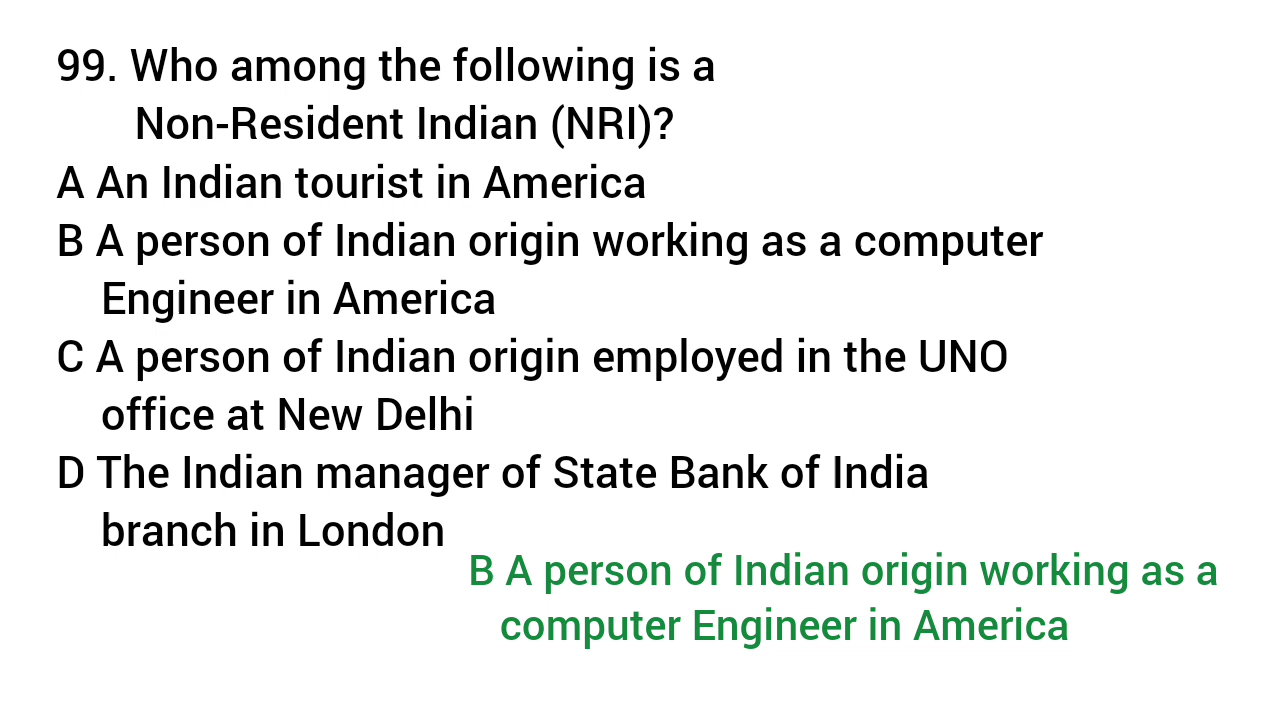 99. Who among the following is a
Non-Resident Indian (NRI)?
A An Indian tourist in America
B A person of Indian origin working as a computer
Engineer in America
C A person of Indian origin employed in the UNO
office at New Delhi
D The Indian manager of State Bank of India
branch in London
B A person of Indian origin working as a
computer Engineer in America